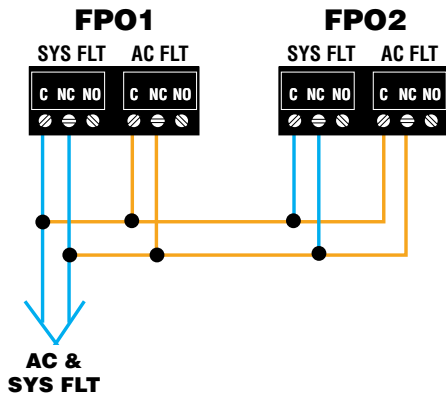 FPO1 FPO2
SYS FLT AC FLT SYS FLT AC FLT
C NC NO C NC NO C NC NO C NC NO
AC &
SYS FLT